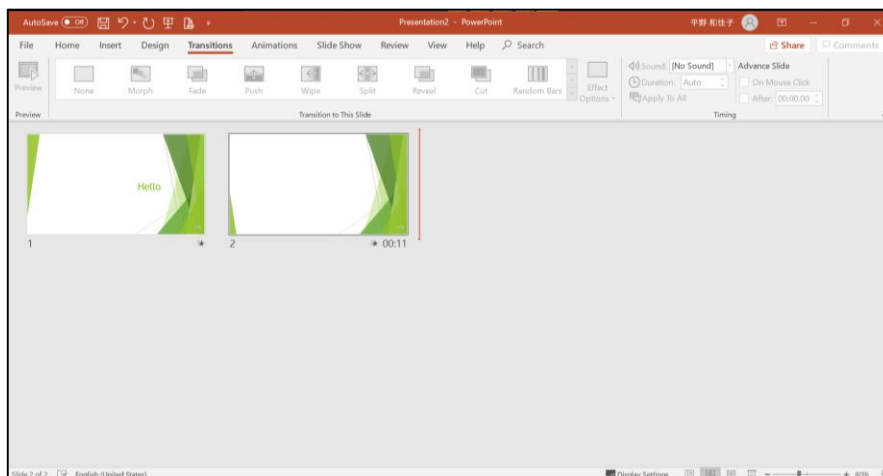 AutoSave Off Presentation2 - PowerPoint 平野 和佳子
File Home Insert Design Transitions Animations Slide Show Review View Help Search Share Comments
Preview None Morph Fade Push Wipe Split Reveal Cut Random Bars Effect Options
Sound: [No Sound] Advance Slide
Duration: Auto On Mouse Click
Apply To All After: 00:00.00
Preview Transition to This Slide Timing
Hello
1 2 00:11
Slide 2 of 2 English (United States) Display Settings 80%